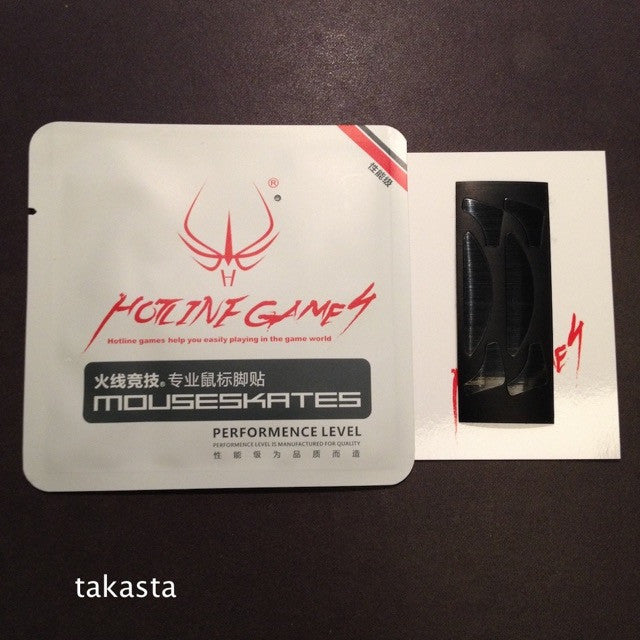 性能级
®
HOTLINE GAMES
Hotline games help you easily playing in the game world
火线竞技® 专业鼠标脚贴
MOUSESKATES
PERFORMENCE LEVEL
PERFORMENCE LEVEL IS MANUFACTURED FOR QUALITY
性能级为品质而造
takasta